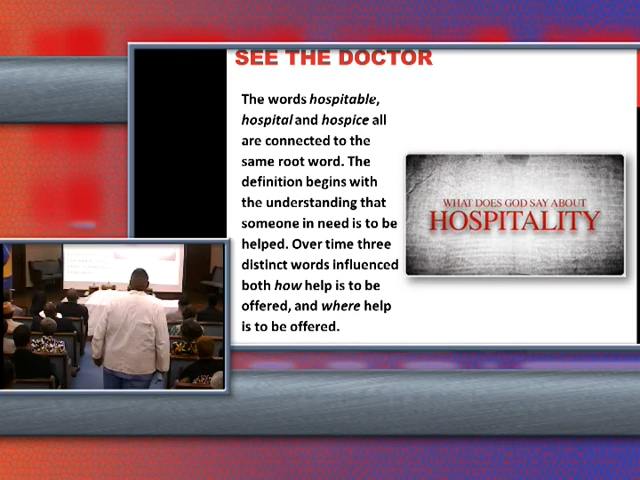 SEE THE DOCTOR
The words hospitable,
hospital and hospice all
are connected to the
same root word. The
definition begins with
the understanding that
someone in need is to be
helped. Over time three
distinct words influenced
both how help is to be
offered, and where help
is to be offered.
WHAT DOES GOD SAY ABOUT
HOSPITALITY